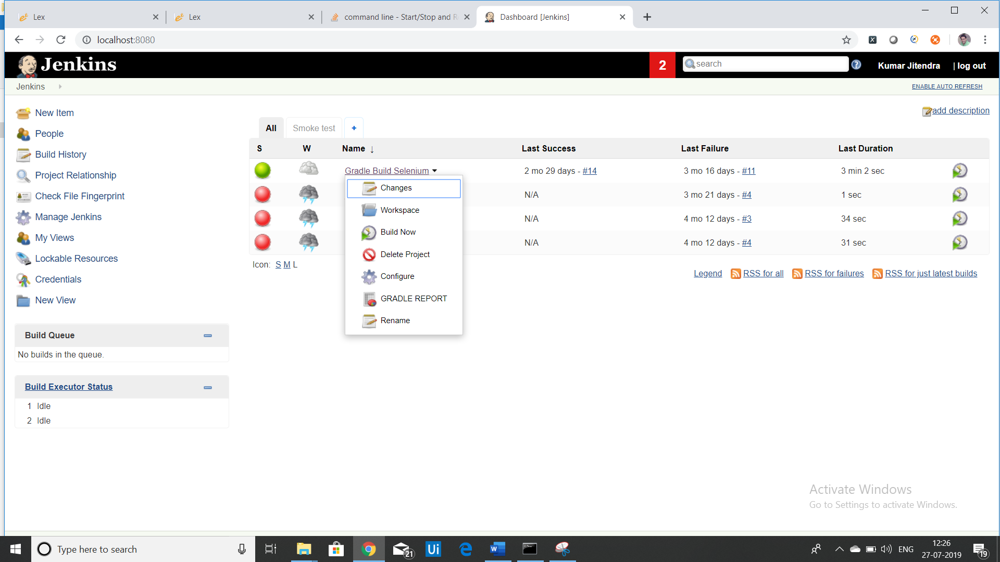 Lex
Lex
command line - Start/Stop and R
Dashboard [Jenkins]
localhost:8080
Jenkins
2
search
Kumar Jitendra
| log out
Jenkins
ENABLE AUTO REFRESH
New Item
People
Build History
Project Relationship
Check File Fingerprint
Manage Jenkins
My Views
Lockable Resources
Credentials
New View
add description
All
Smoke test
+
S W Name ↓ Last Success Last Failure Last Duration
Gradle Build Selenium 2 mo 29 days - #14 3 mo 16 days - #11 3 min 2 sec
N/A 3 mo 21 days - #4 1 sec
N/A 4 mo 12 days - #3 34 sec
N/A 4 mo 12 days - #4 31 sec
Changes
Workspace
Build Now
Delete Project
Configure
GRADLE REPORT
Rename
Icon: S M L
Legend RSS for all RSS for failures RSS for just latest builds
Build Queue
No builds in the queue.
Build Executor Status
1 Idle
2 Idle
Activate Windows
Go to Settings to activate Windows.
Type here to search
21
Ui
W
ENG
12:26
27-07-2019
19